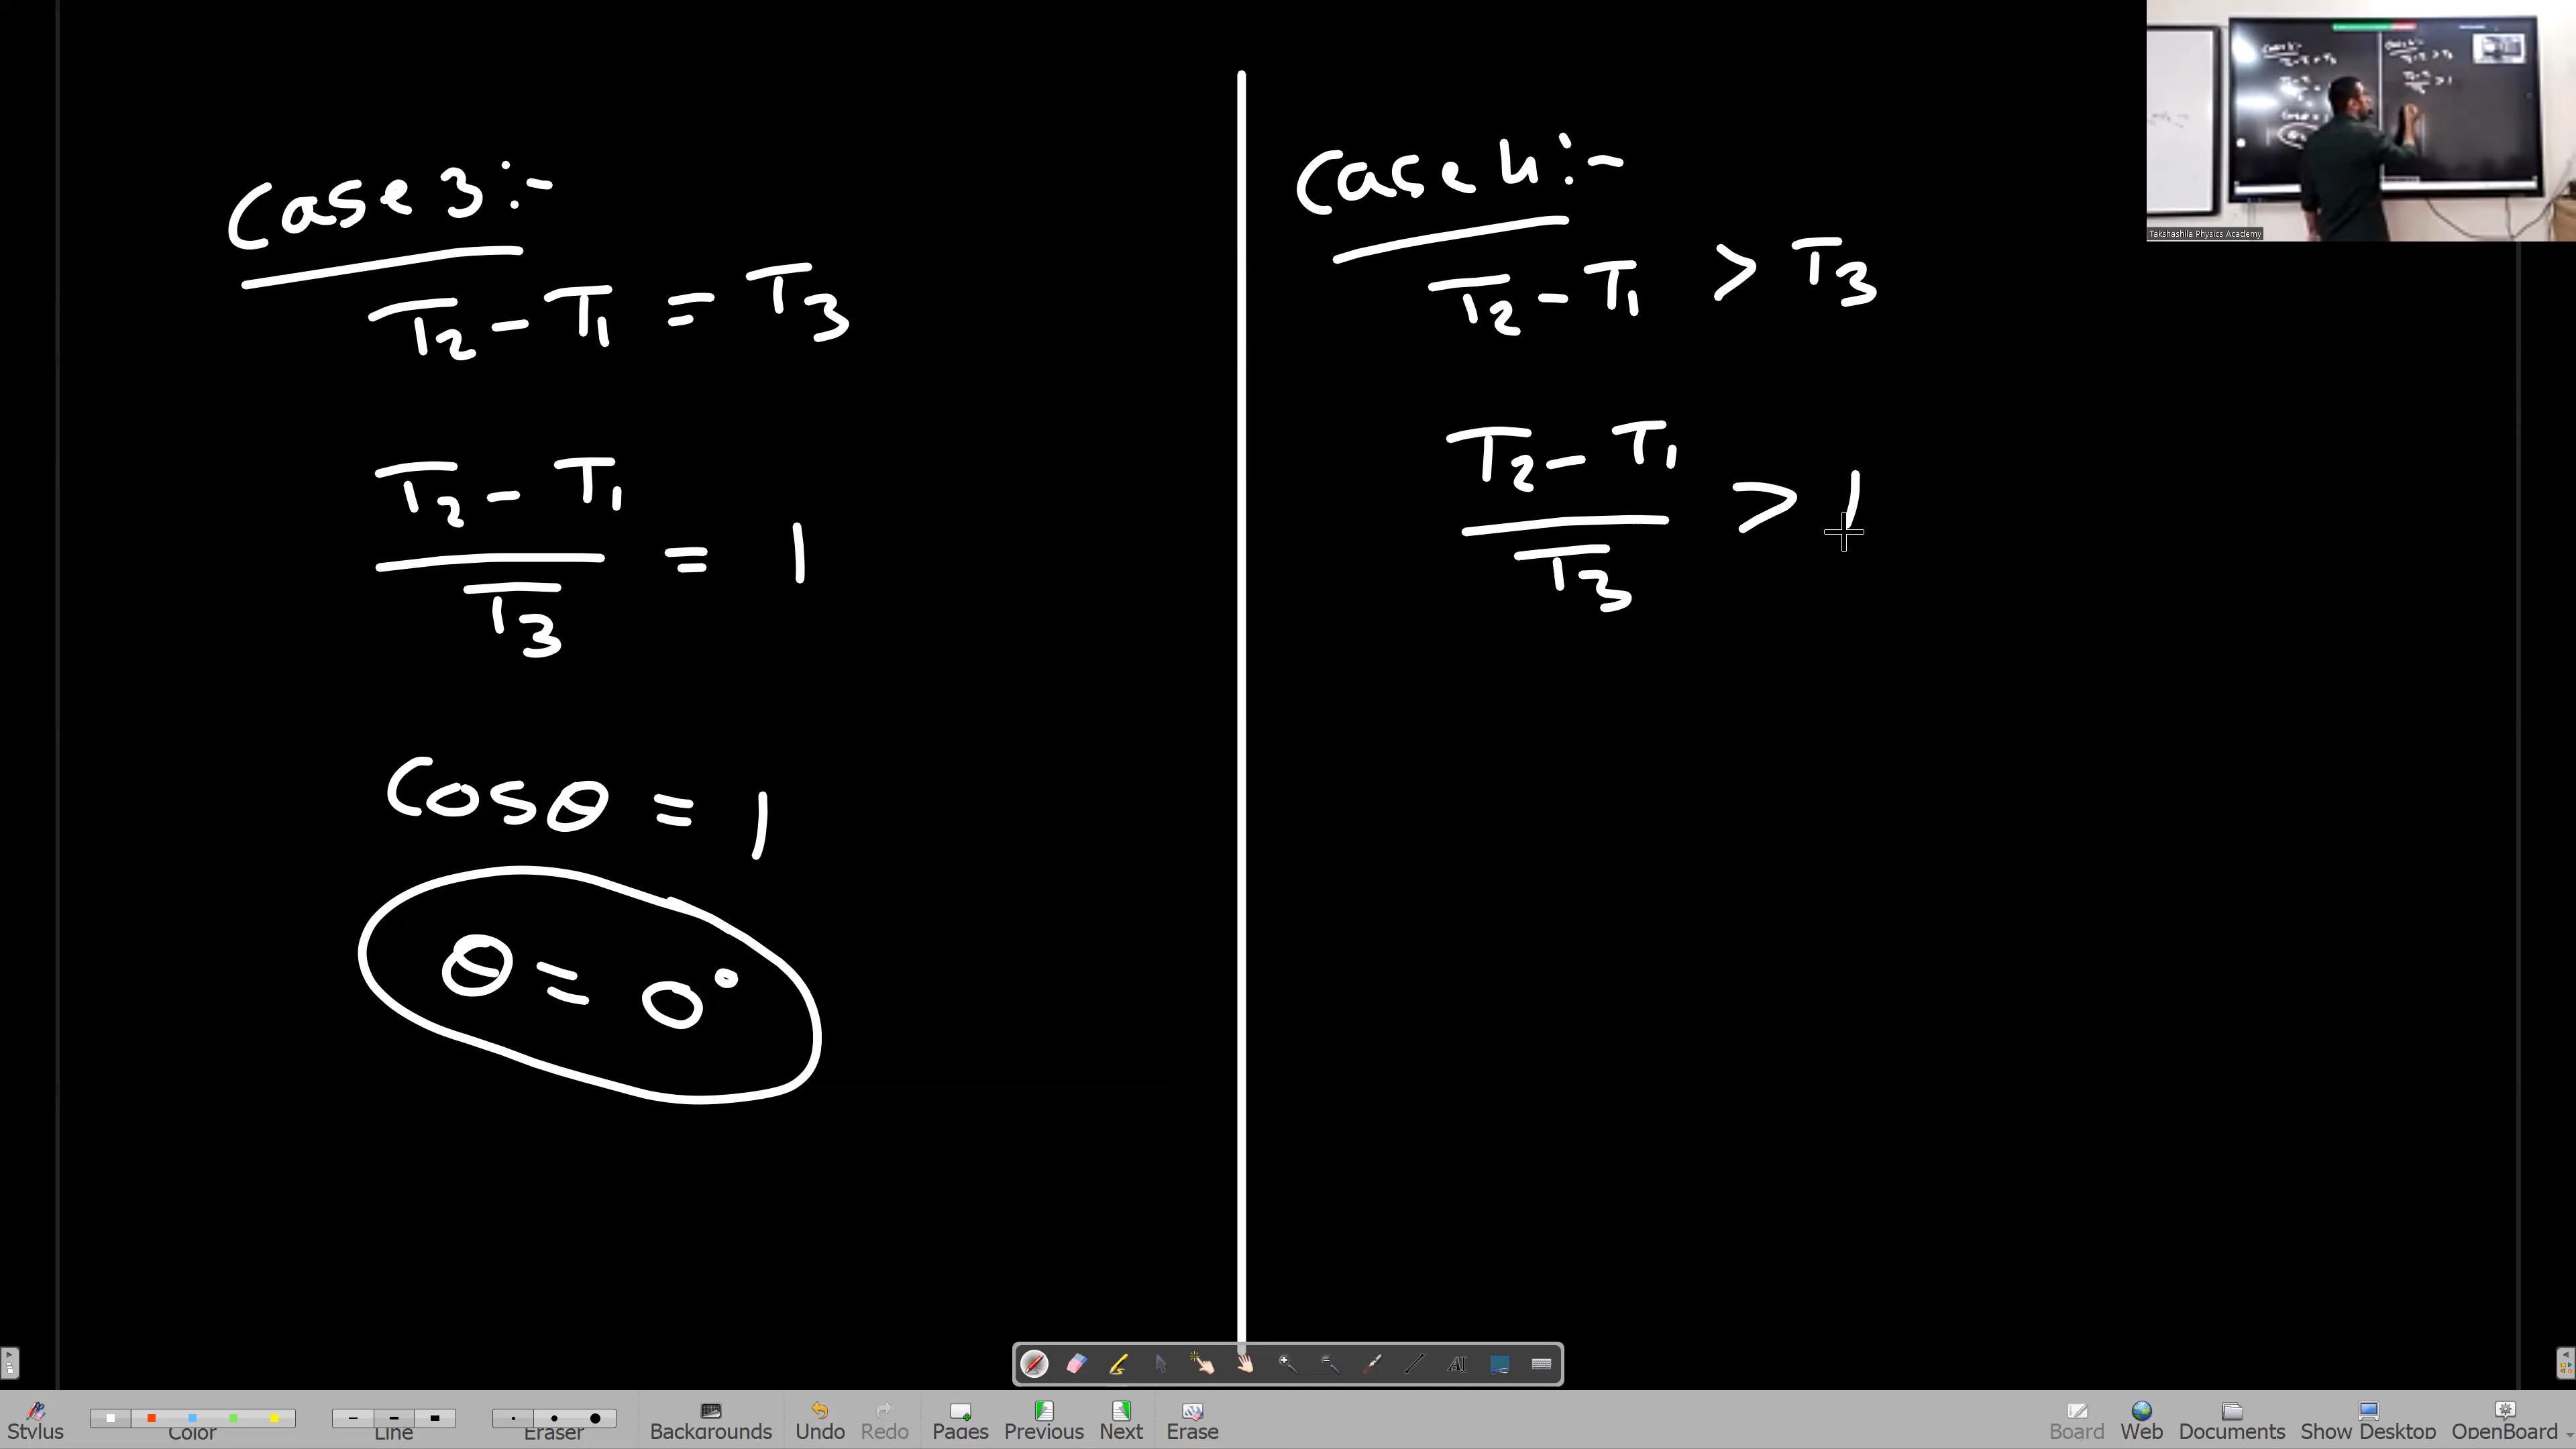 Case 3:-
T2 - T1 = T3
T2 - T1
T3
= 1
Cosθ = 1
θ = 0°
Case 4:-
T2 - T1 > T3
T2 - T1
T3
> 1
Takshashila Physics Academy
Stylus
Color
Line
Eraser
Backgrounds
Undo
Redo
Pages
Previous
Next
Erase
Board
Web
Documents
Show Desktop
OpenBoard